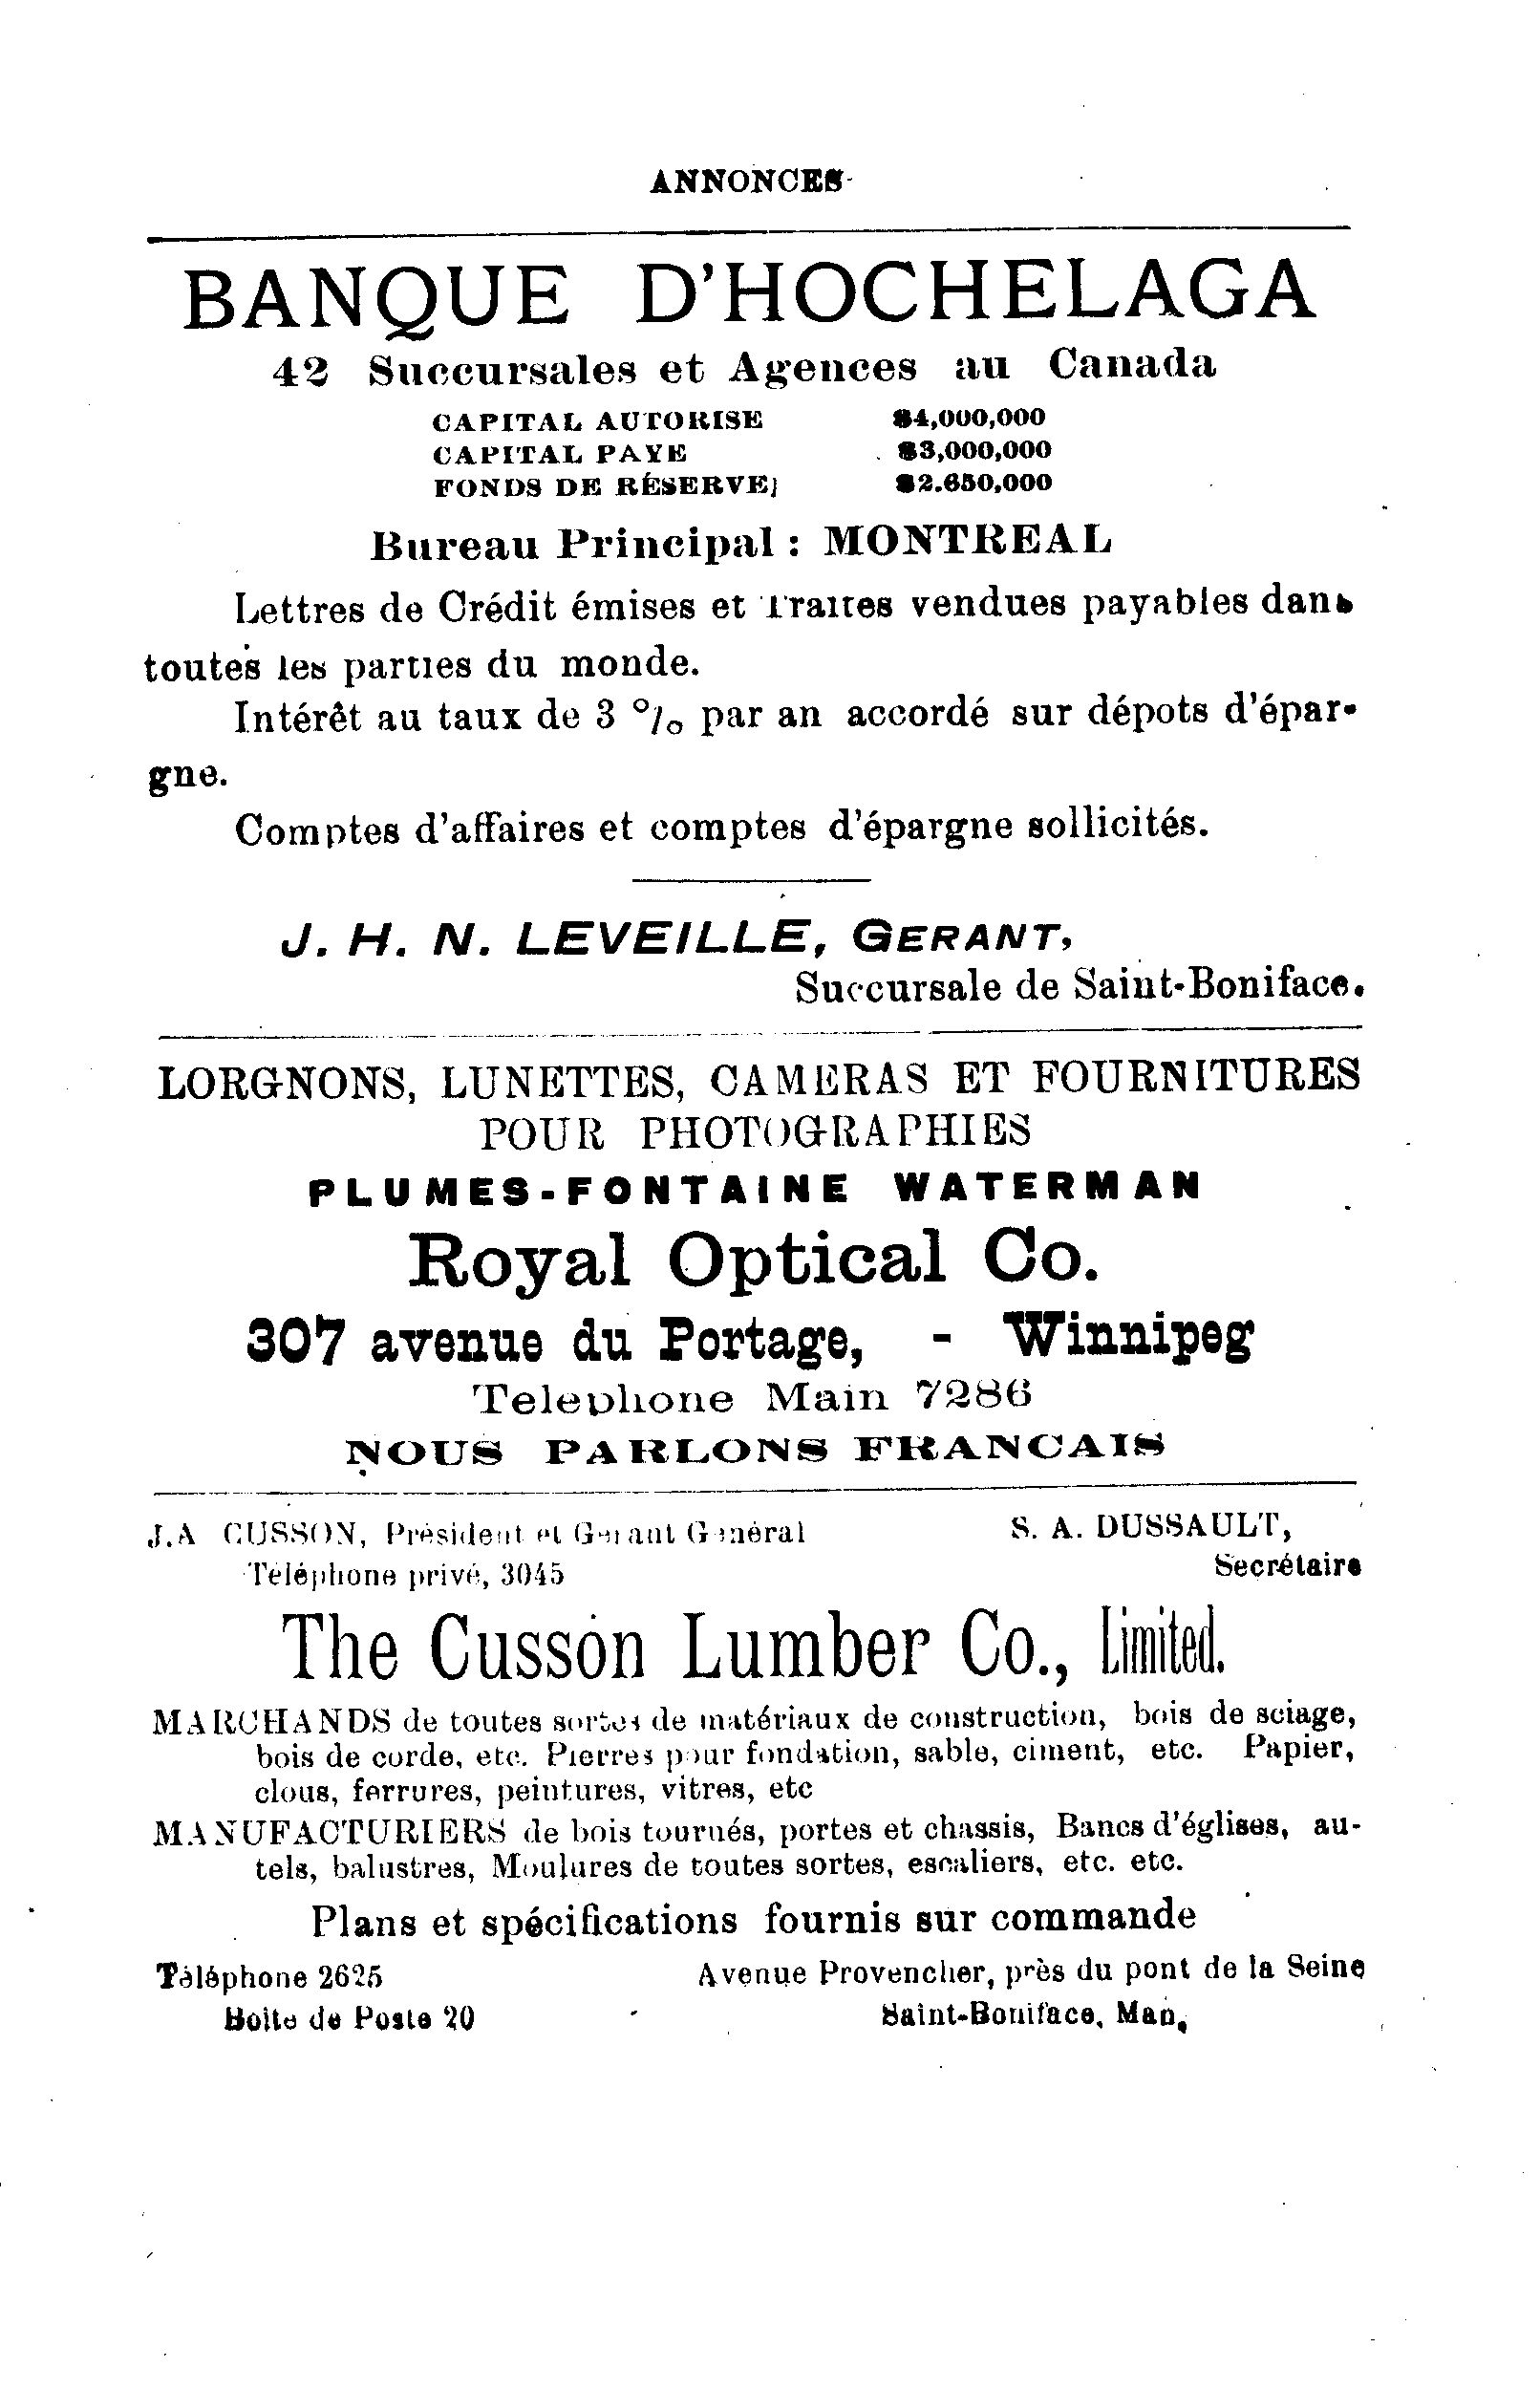 ANNONCES
BANQUE D'HOCHELAGA
42 Succursales et Agences au Canada
CAPITAL AUTORISE $4,000,000
CAPITAL PAYE $3,000,000
FONDS DE RÉSERVE $2.650,000
Bureau Principal : MONTREAL
Lettres de Crédit émises et Traites vendues payables dans
toutes les parties du monde.
Intérêt au taux de 3 % par an accordé sur dépots d'épar-
gne.
Comptes d'affaires et comptes d'épargne sollicités.
J. H. N. LEVEILLE, GERANT,
Succursale de Saint-Boniface.
LORGNONS, LUNETTES, CAMERAS ET FOURNITURES
POUR PHOTOGRAPHIES
PLUMES-FONTAINE WATERMAN
Royal Optical Co.
307 avenue du Portage, - Winnipeg
Telephone Main 7286
NOUS PARLONS FRANCAIS
J.A CUSSON, Président et Gerant Général S. A. DUSSAULT,
Téléphone privé, 3045 Secrétaire
The Cusson Lumber Co., Limited.
MARCHANDS de toutes sortes de matériaux de construction, bois de sciage,
bois de corde, etc. Pierres pour fondation, sable, ciment, etc. Papier,
clous, ferrures, peintures, vitres, etc
MANUFACTURIERS de bois tournés, portes et chassis, Bancs d'églises, au-
tels, balustres, Moulures de toutes sortes, escaliers, etc. etc.
Plans et spécifications fournis sur commande
Téléphone 2625 Avenue Provencher, près du pont de la Seine
Boite de Poste 20 Saint-Boniface, Man,